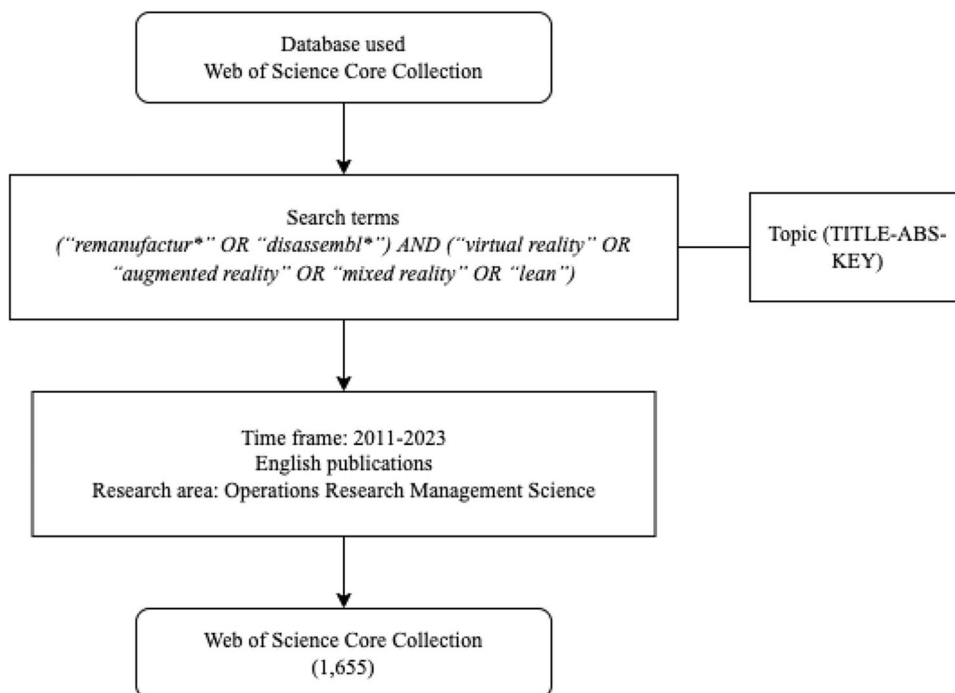 Database used
Web of Science Core Collection
Search terms
(“remanufactur*” OR “disassembl*”) AND (“virtual reality” OR
“augmented reality” OR “mixed reality” OR “lean”)
Topic (TITLE-ABS-
KEY)
Time frame: 2011-2023
English publications
Research area: Operations Research Management Science
Web of Science Core Collection
(1,655)